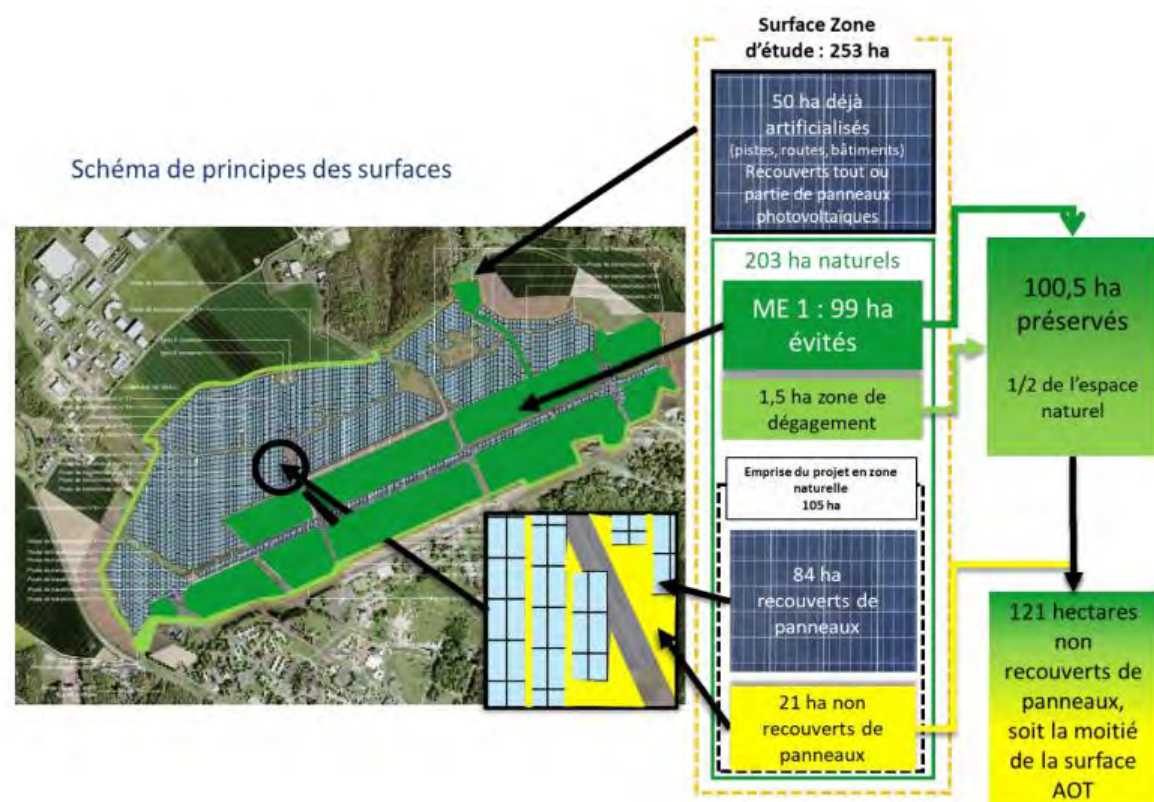 Surface Zone
d'étude : 253 ha
50 ha déjà
artificialisés
(pistes, routes, bâtiments)
Recouverts tout ou
partie de panneaux
photovoltaïques
Schéma de principes des surfaces
203 ha naturels
ME 1 : 99 ha
évités
1,5 ha zone de
dégagement
100,5 ha
préservés
1/2 de l'espace
naturel
Emprise du projet en zone
naturelle
105 ha
84 ha
recouverts de
panneaux
21 ha non
recouverts de
panneaux
121 hectares
non
recouverts de
panneaux,
soit la moitié
de la surface
AOT